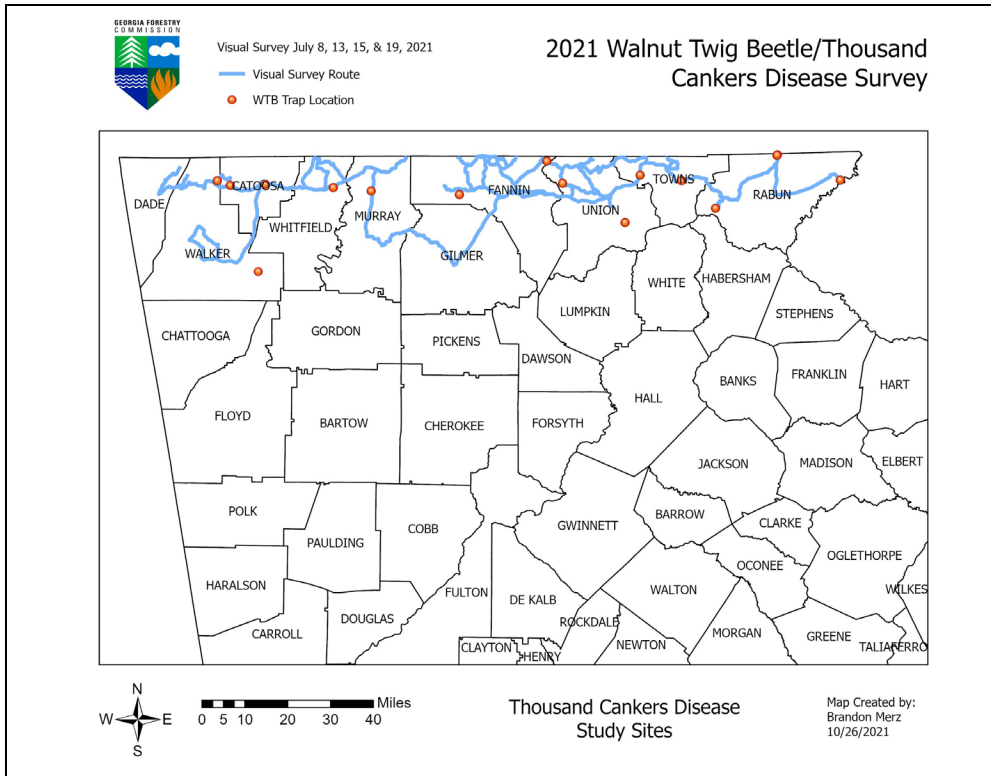 GEORGIA FORESTRY
COMMISSION
Visual Survey July 8, 13, 15, & 19, 2021
Visual Survey Route
WTB Trap Location
2021 Walnut Twig Beetle/Thousand
Cankers Disease Survey
DADE
CATOOSA
WHITFIELD
MURRAY
FANNIN
UNION
TOWNS
RABUN
WALKER
GILMER
WHITE
HABERSHAM
CHATTOOGA
GORDON
PICKENS
LUMPKIN
STEPHENS
DAWSON
FLOYD
BARTOW
CHEROKEE
FORSYTH
HALL
BANKS
FRANKLIN
HART
JACKSON
MADISON
ELBERT
POLK
PAULDING
COBB
GWINNETT
BARROW
CLARKE
OGLETHORPE
HARALSON
FULTON
DE KALB
WALTON
OCONEE
WILKES
CARROLL
DOUGLAS
ROCKDALE
CLAYTON
HENRY
NEWTON
MORGAN
GREENE
TALIAFERRO
N
W
E
S
Miles
0 5 10 20 30 40
Thousand Cankers Disease
Study Sites
Map Created by:
Brandon Merz
10/26/2021